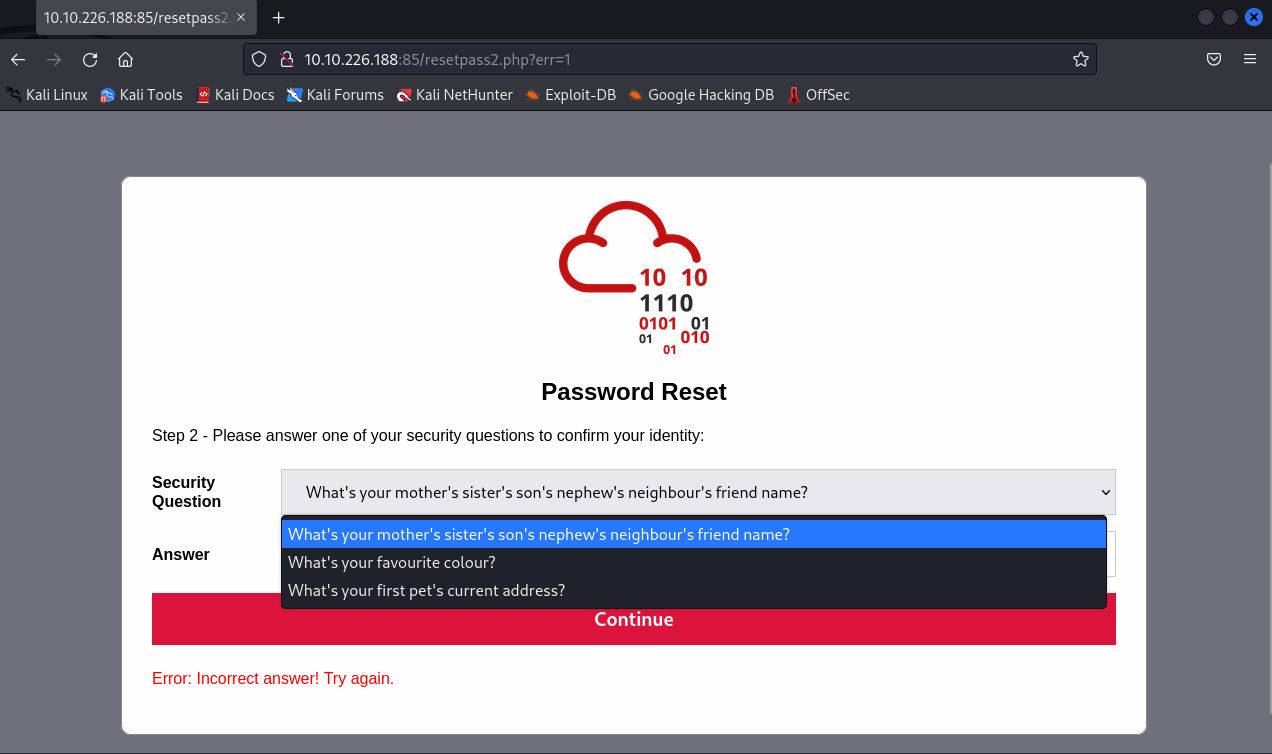 10.10.226.188:85/resetpass2.
10.10.226.188:85/resetpass2.php?err=1
Kali Linux Kali Tools Kali Docs Kali Forums Kali NetHunter Exploit-DB Google Hacking DB OffSec
10 10
1110
0101 01
01 010
01
Password Reset
Step 2 - Please answer one of your security questions to confirm your identity:
Security
Question
What's your mother's sister's son's nephew's neighbour's friend name?
What's your mother's sister's son's nephew's neighbour's friend name?
Answer
What's your favourite colour?
What's your first pet's current address?
Continue
Error: Incorrect answer! Try again.